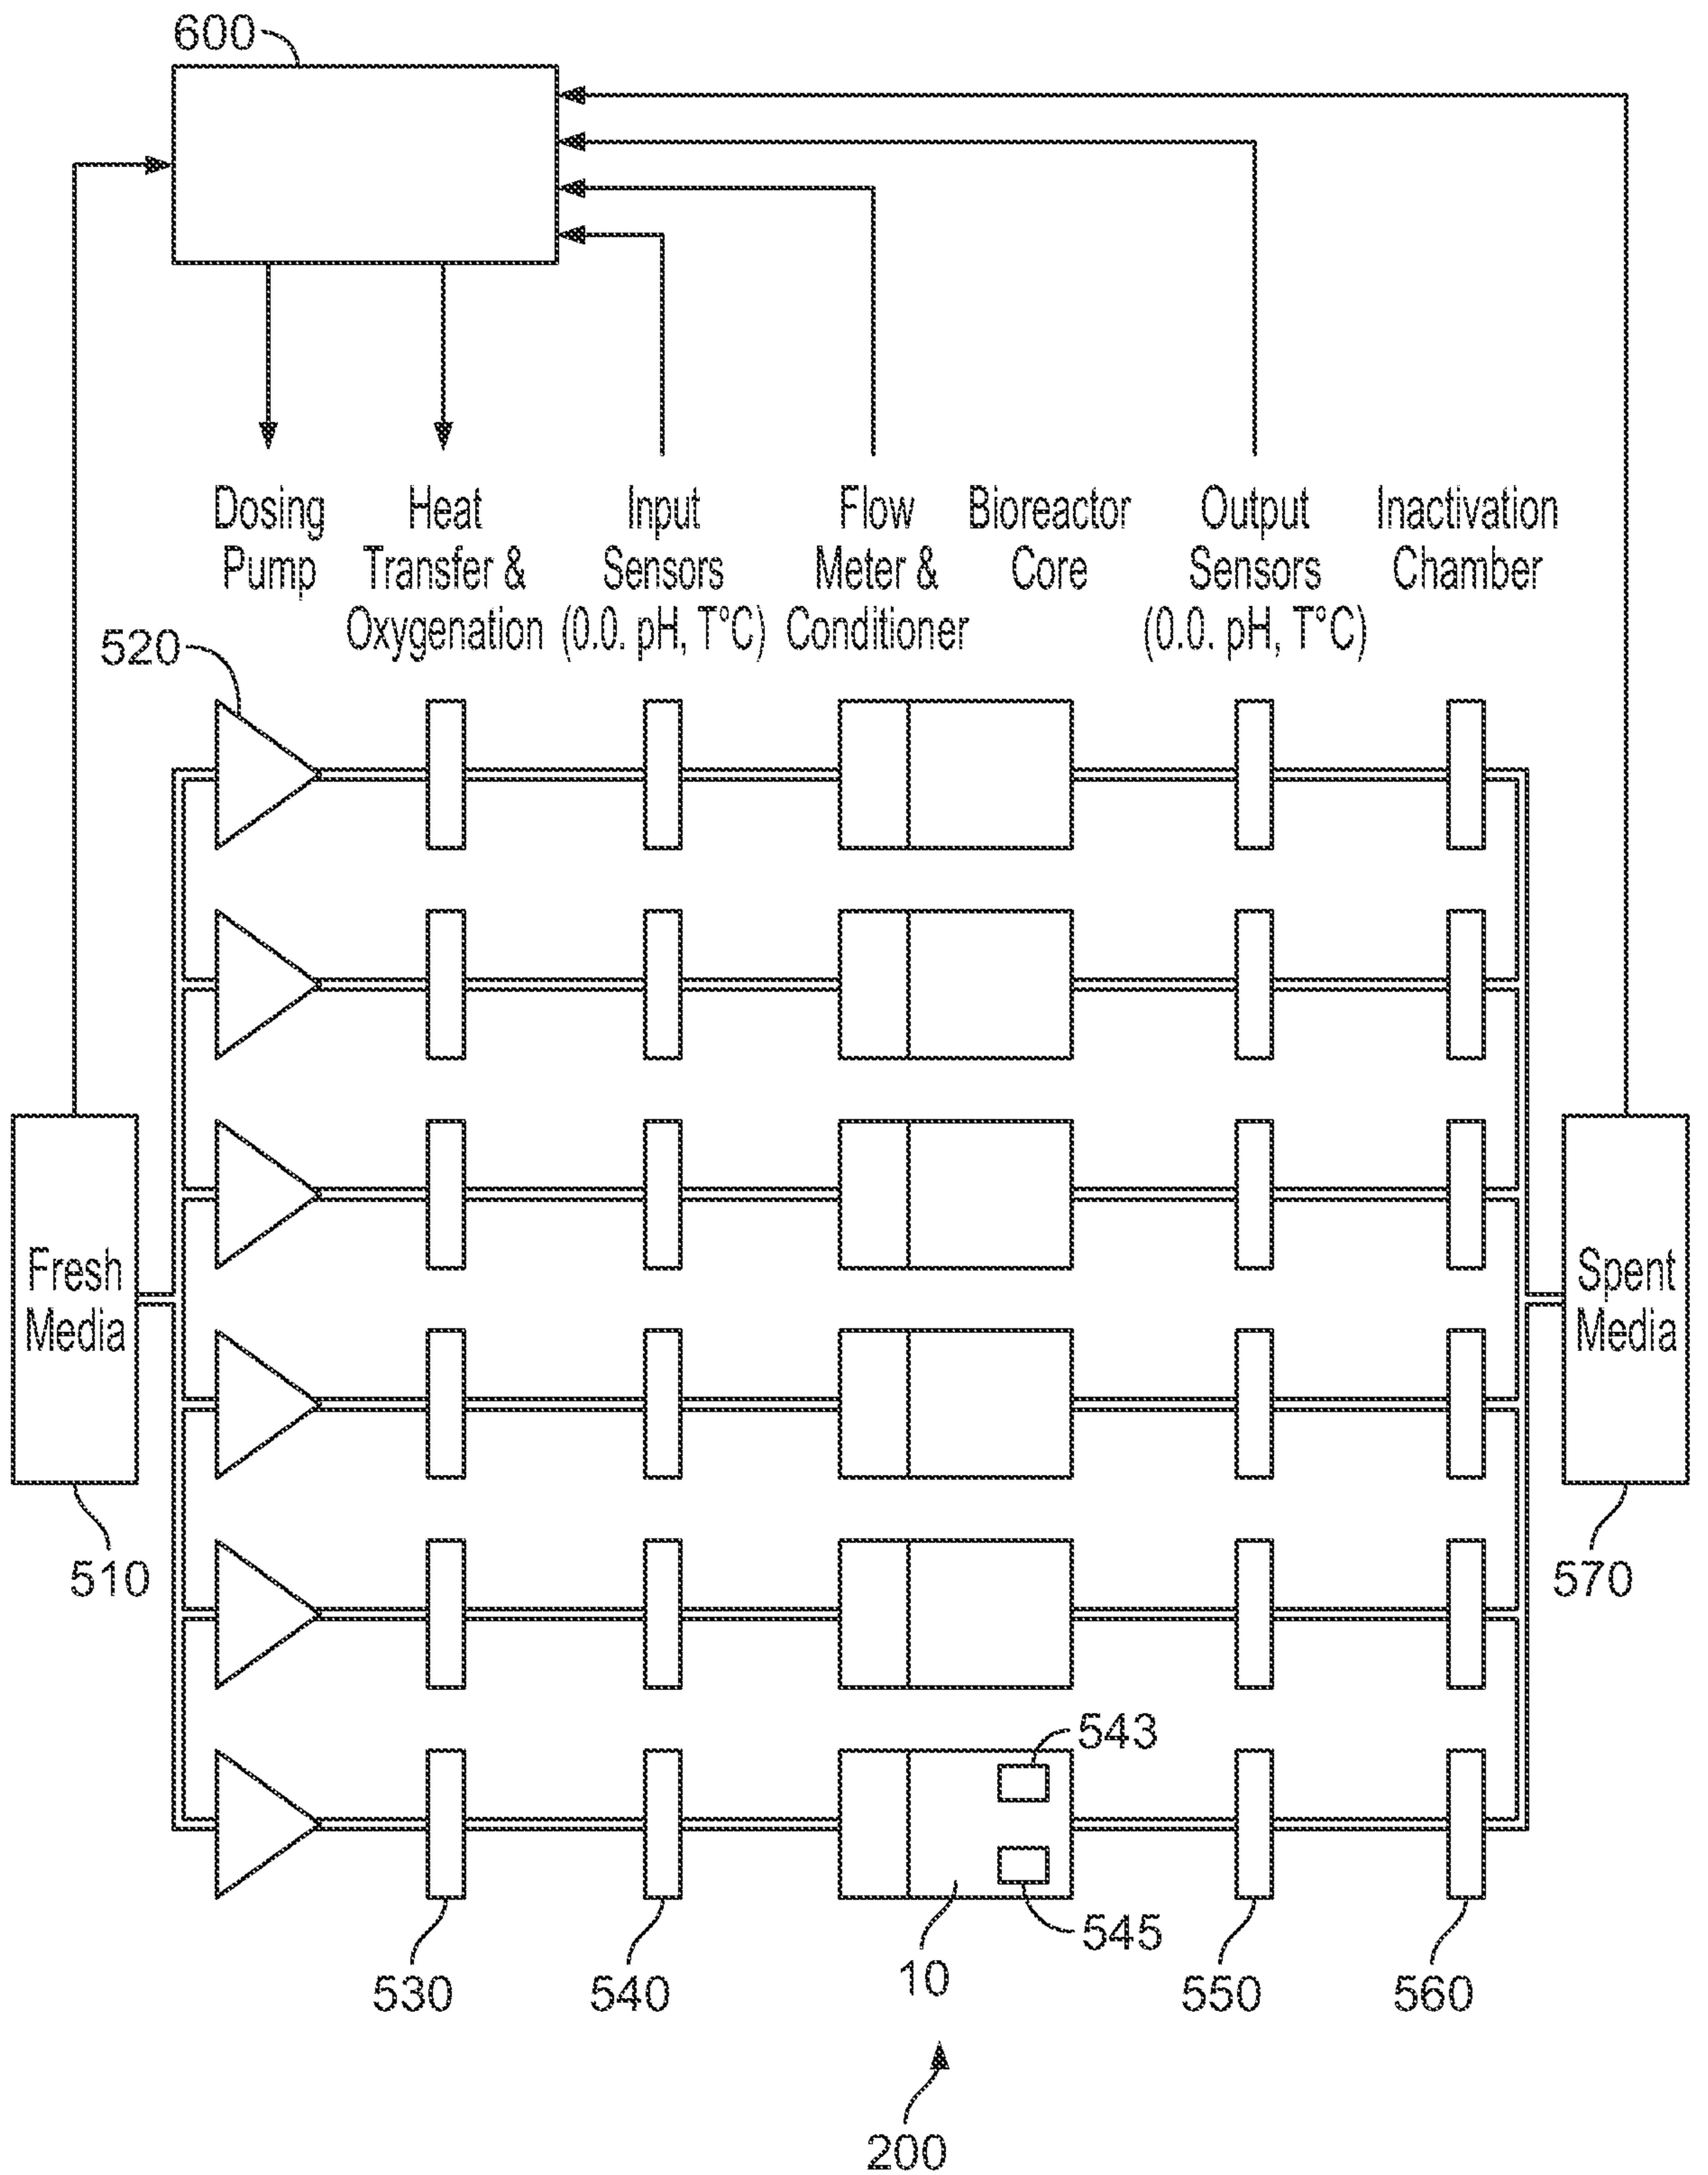 600
Dosing
Pump
Heat
Transfer &
Oxygenation
Input
Sensors
(0.0. pH, T°C)
Flow
Meter &
Conditioner
Bioreactor
Core
Output
Sensors
(0.0. pH, T°C)
Inactivation
Chamber
520
Fresh
Media
Spent
Media
510
570
543
545
10
530
540
550
560
200